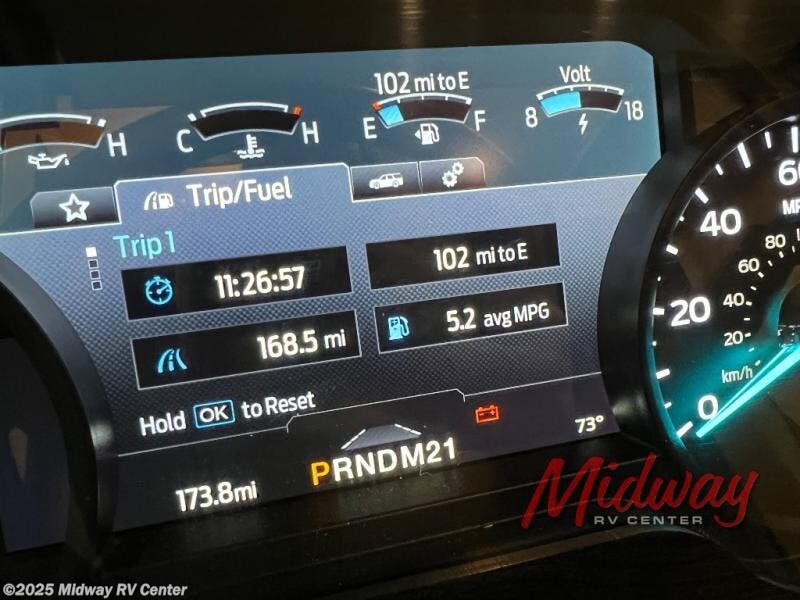 102 mi to E
Volt
H
C
H
E
F
8
18
Trip/Fuel
Trip 1
11:26:57
102 mi to E
168.5 mi
5.2 avg MPG
Hold OK to Reset
PRNDM21
73°
173.8mi
60
40
20
0
80
60
40
20
km/h
Midway
RV CENTER
©2025 Midway RV Center